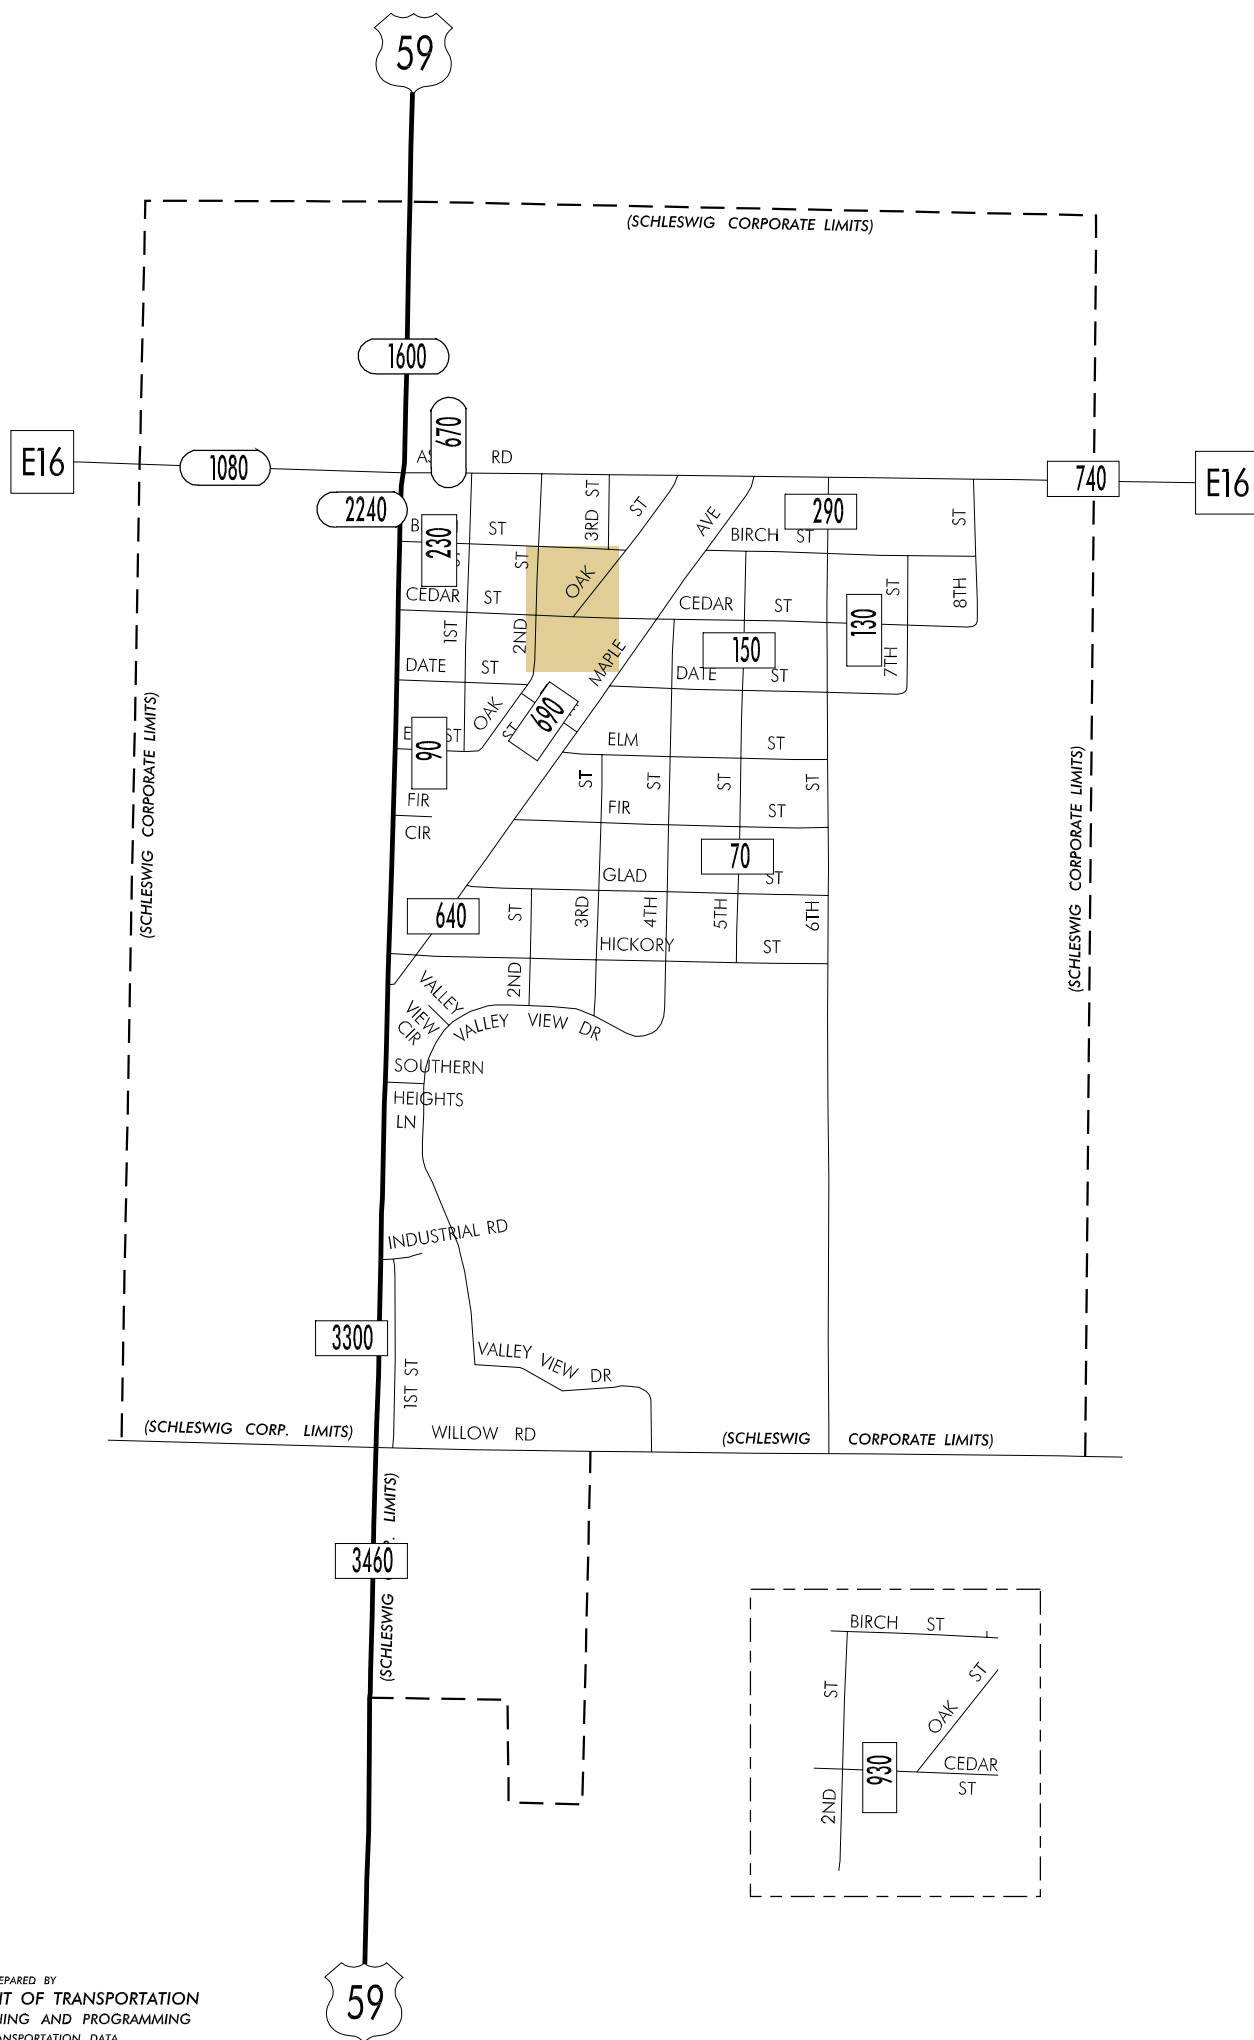 59
(SCHLESWIG CORPORATE LIMITS)
1600
670
E16
1080
RD
740
E16
2240
3RD ST
ST
AVE
290
BIRCH ST
ST
230
ST
ST
OAK
CEDAR ST
CEDAR ST
130
ST
8TH
1ST
2ND
150
7TH
DATE ST
MAPLE
DATE ST
(SCHLESWIG CORPORATE LIMITS)
OAK
ST
690
ST
90
ELM ST
(SCHLESWIG CORPORATE LIMITS)
ST
ST
ST
ST
FIR
CIR
FIR ST
70
GLAD ST
640
ST
3RD
4TH
5TH
6TH
HICKORY ST
2ND
VALLEY
VIEW
CIR
VALLEY VIEW DR
SOUTHERN
HEIGHTS
LN
INDUSTRIAL RD
3300
VALLEY VIEW DR
1ST ST
(SCHLESWIG CORP. LIMITS)
WILLOW RD
(SCHLESWIG CORPORATE LIMITS)
(SCHLESWIG LIMITS)
3460
BIRCH ST
ST
ST
OAK
930
CEDAR
ST
2ND
59
BY
OF TRANSPORTATION
AND PROGRAMMING
DATA